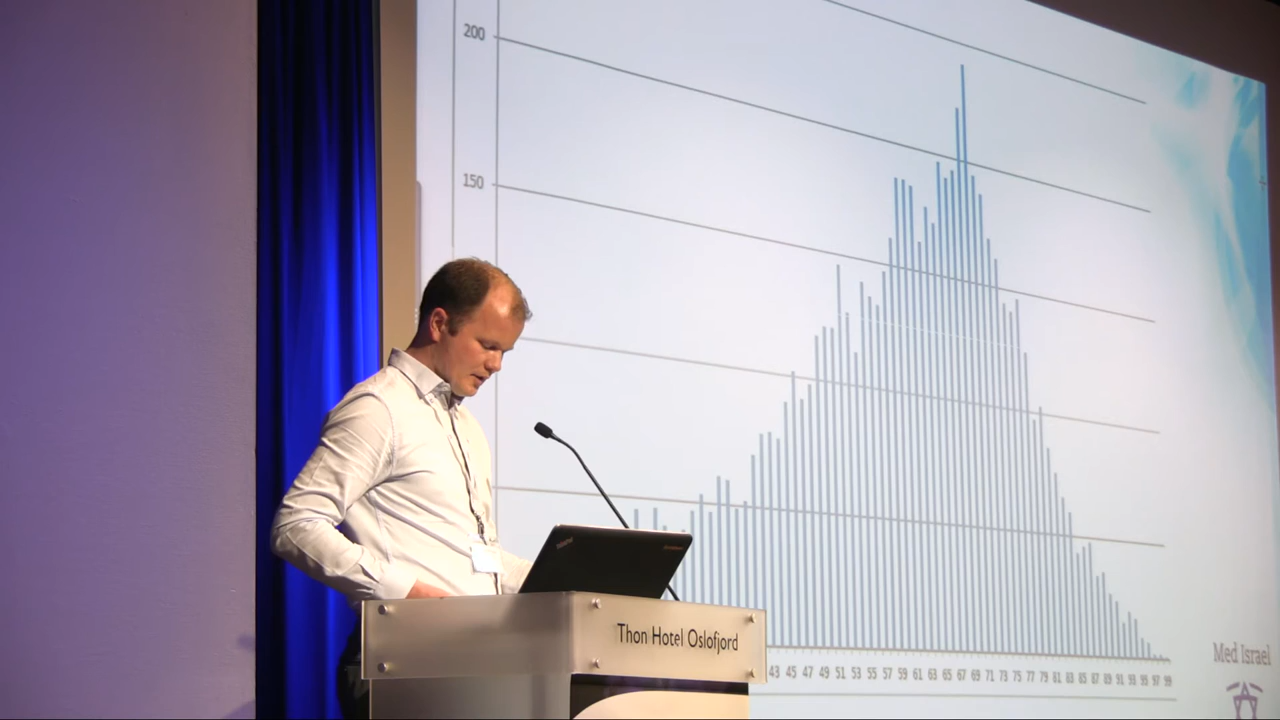 200
150
ThinkPad
Thon Hotel Oslofjord
43 45 47 49 51 53 55 57 59 61 63 65 67 69 71 73 75 77 79 81 83 85 87 89 91 93 95 97 99
Med Israel